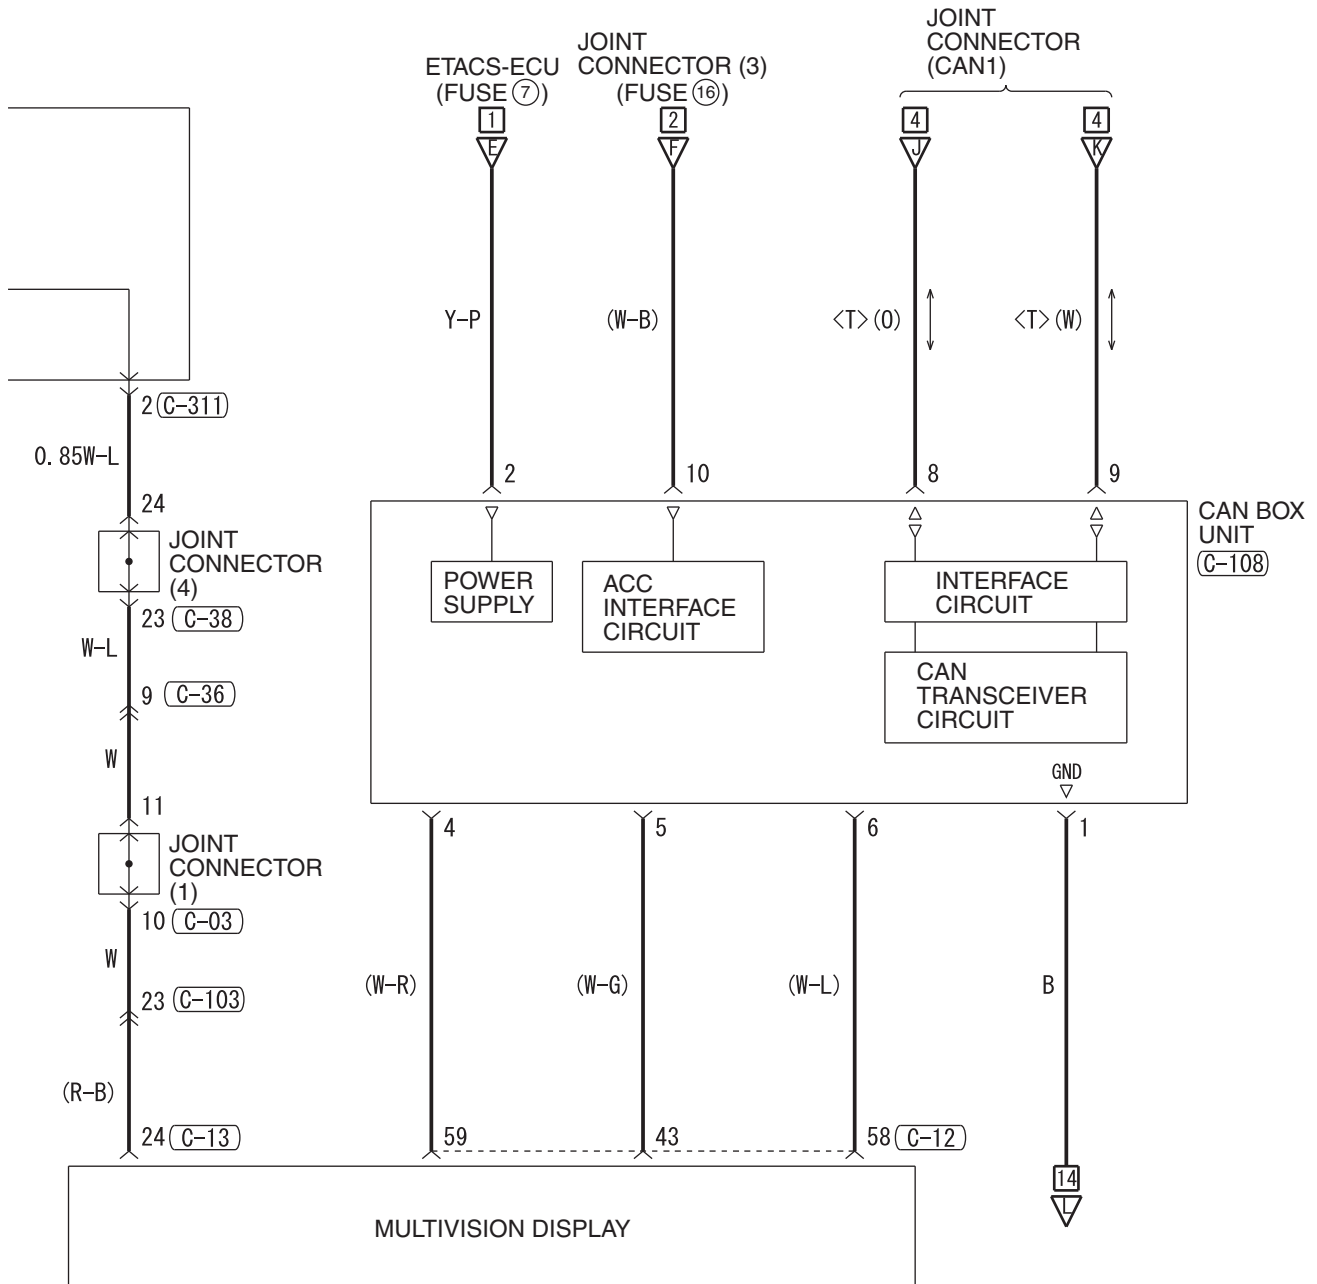 JOINT
CONNECTOR
(CAN1)
JOINT
CONNECTOR (3)
(FUSE 16)
ETACS-ECU
(FUSE 7)
1
2
4
4
E
F
J
K
Y-P
(W-B)
<T>(O)
<T>(W)
2 C-311
0.85W-L
24
2
10
8
9
JOINT
CONNECTOR
(4)
CAN BOX
UNIT
C-108
POWER
SUPPLY
ACC
INTERFACE
CIRCUIT
INTERFACE
CIRCUIT
23 C-38
W-L
9 C-36
CAN
TRANSCEIVER
CIRCUIT
W
GND
11
4
5
6
1
JOINT
CONNECTOR
(1)
10 C-03
W
(W-R)
(W-G)
(W-L)
B
23 C-103
(R-B)
24 C-13
59
43
58 C-12
14
L
MULTIVISION DISPLAY